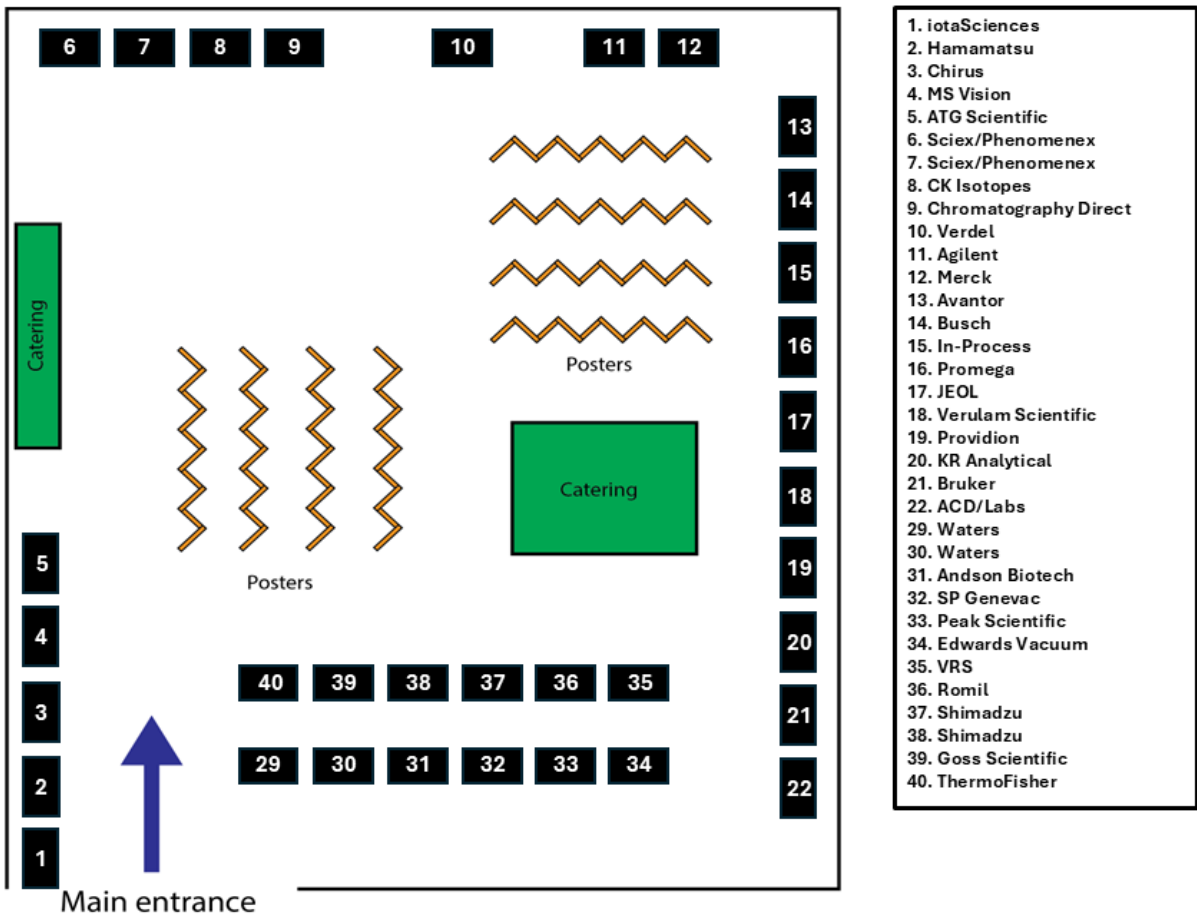 6 7 8 9 10 11 12
13
14
15
16
17
18
19
20
21
22
Catering
Posters
Catering
Posters
5
4
3
2
1
40 39 38 37 36 35
29 30 31 32 33 34
Main entrance
1. iotaSciences
2. Hamamatsu
3. Chirus
4. MS Vision
5. ATG Scientific
6. Sciex/Phenomenex
7. Sciex/Phenomenex
8. CK Isotopes
9. Chromatography Direct
10. Verdel
11. Agilent
12. Merck
13. Avantor
14. Busch
15. In-Process
16. Promega
17. JEOL
18. Verulam Scientific
19. Providion
20. KR Analytical
21. Bruker
22. ACD/Labs
29. Waters
30. Waters
31. Andson Biotech
32. SP Genevac
33. Peak Scientific
34. Edwards Vacuum
35. VRS
36. Romil
37. Shimadzu
38. Shimadzu
39. Goss Scientific
40. ThermoFisher